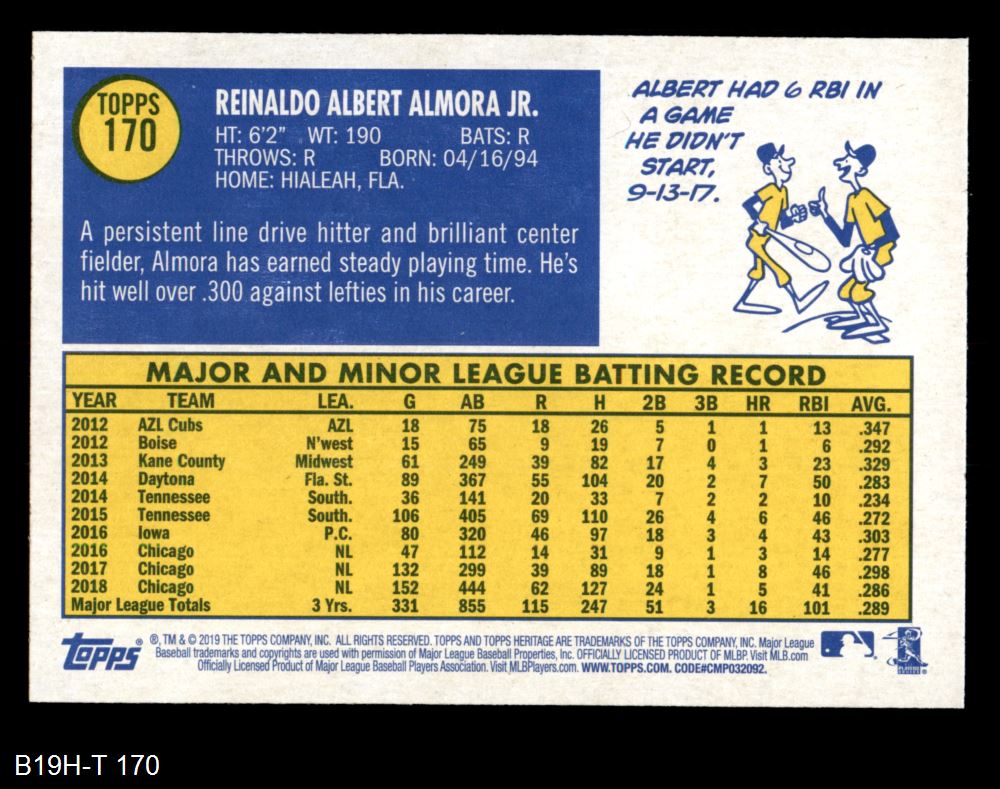 TOPPS
170
REINALDO ALBERT ALMORA JR.
HT: 6'2" WT: 190 BATS: R
THROWS: R BORN: 04/16/94
HOME: HIALEAH, FLA.
A persistent line drive hitter and brilliant center
fielder, Almora has earned steady playing time. He's
hit well over .300 against lefties in his career.
ALBERT HAD 6 RBI IN
A GAME
HE DIDN'T
START,
9-13-17.
MAJOR AND MINOR LEAGUE BATTING RECORD
YEAR TEAM LEA. G AB R H 2B 3B HR RBI AVG.
2012 AZL Cubs AZL 18 75 18 26 5 1 1 13 .347
2012 Boise N'west 15 65 9 19 7 0 1 6 .292
2013 Kane County Midwest 61 249 39 82 17 4 3 23 .329
2014 Daytona Fla. St. 89 367 55 104 20 2 7 50 .283
2014 Tennessee South. 36 141 20 33 7 2 2 10 .234
2015 Tennessee South. 106 405 69 110 26 4 6 46 .272
2016 Iowa P.C. 80 320 46 97 18 3 4 43 .303
2016 Chicago NL 47 112 14 31 9 1 3 14 .277
2017 Chicago NL 132 299 39 89 18 1 8 46 .298
2018 Chicago NL 152 444 62 127 24 1 5 41 .286
Major League Totals 3 Yrs. 331 855 115 247 51 3 16 101 .289
Topps ® ®, TM & © 2019 THE TOPPS COMPANY, INC. ALL RIGHTS RESERVED. TOPPS AND TOPPS HERITAGE ARE TRADEMARKS OF THE TOPPS COMPANY, INC. Major League
Baseball trademarks and copyrights are used with permission of Major League Baseball Properties, Inc. OFFICIALLY LICENSED PRODUCT OF MLBP. Visit MLB.com
Officially Licensed Product of Major League Baseball Players Association. Visit MLBPlayers.com. WWW.TOPPS.COM. CODE#CMP032092.
B19H-T 170